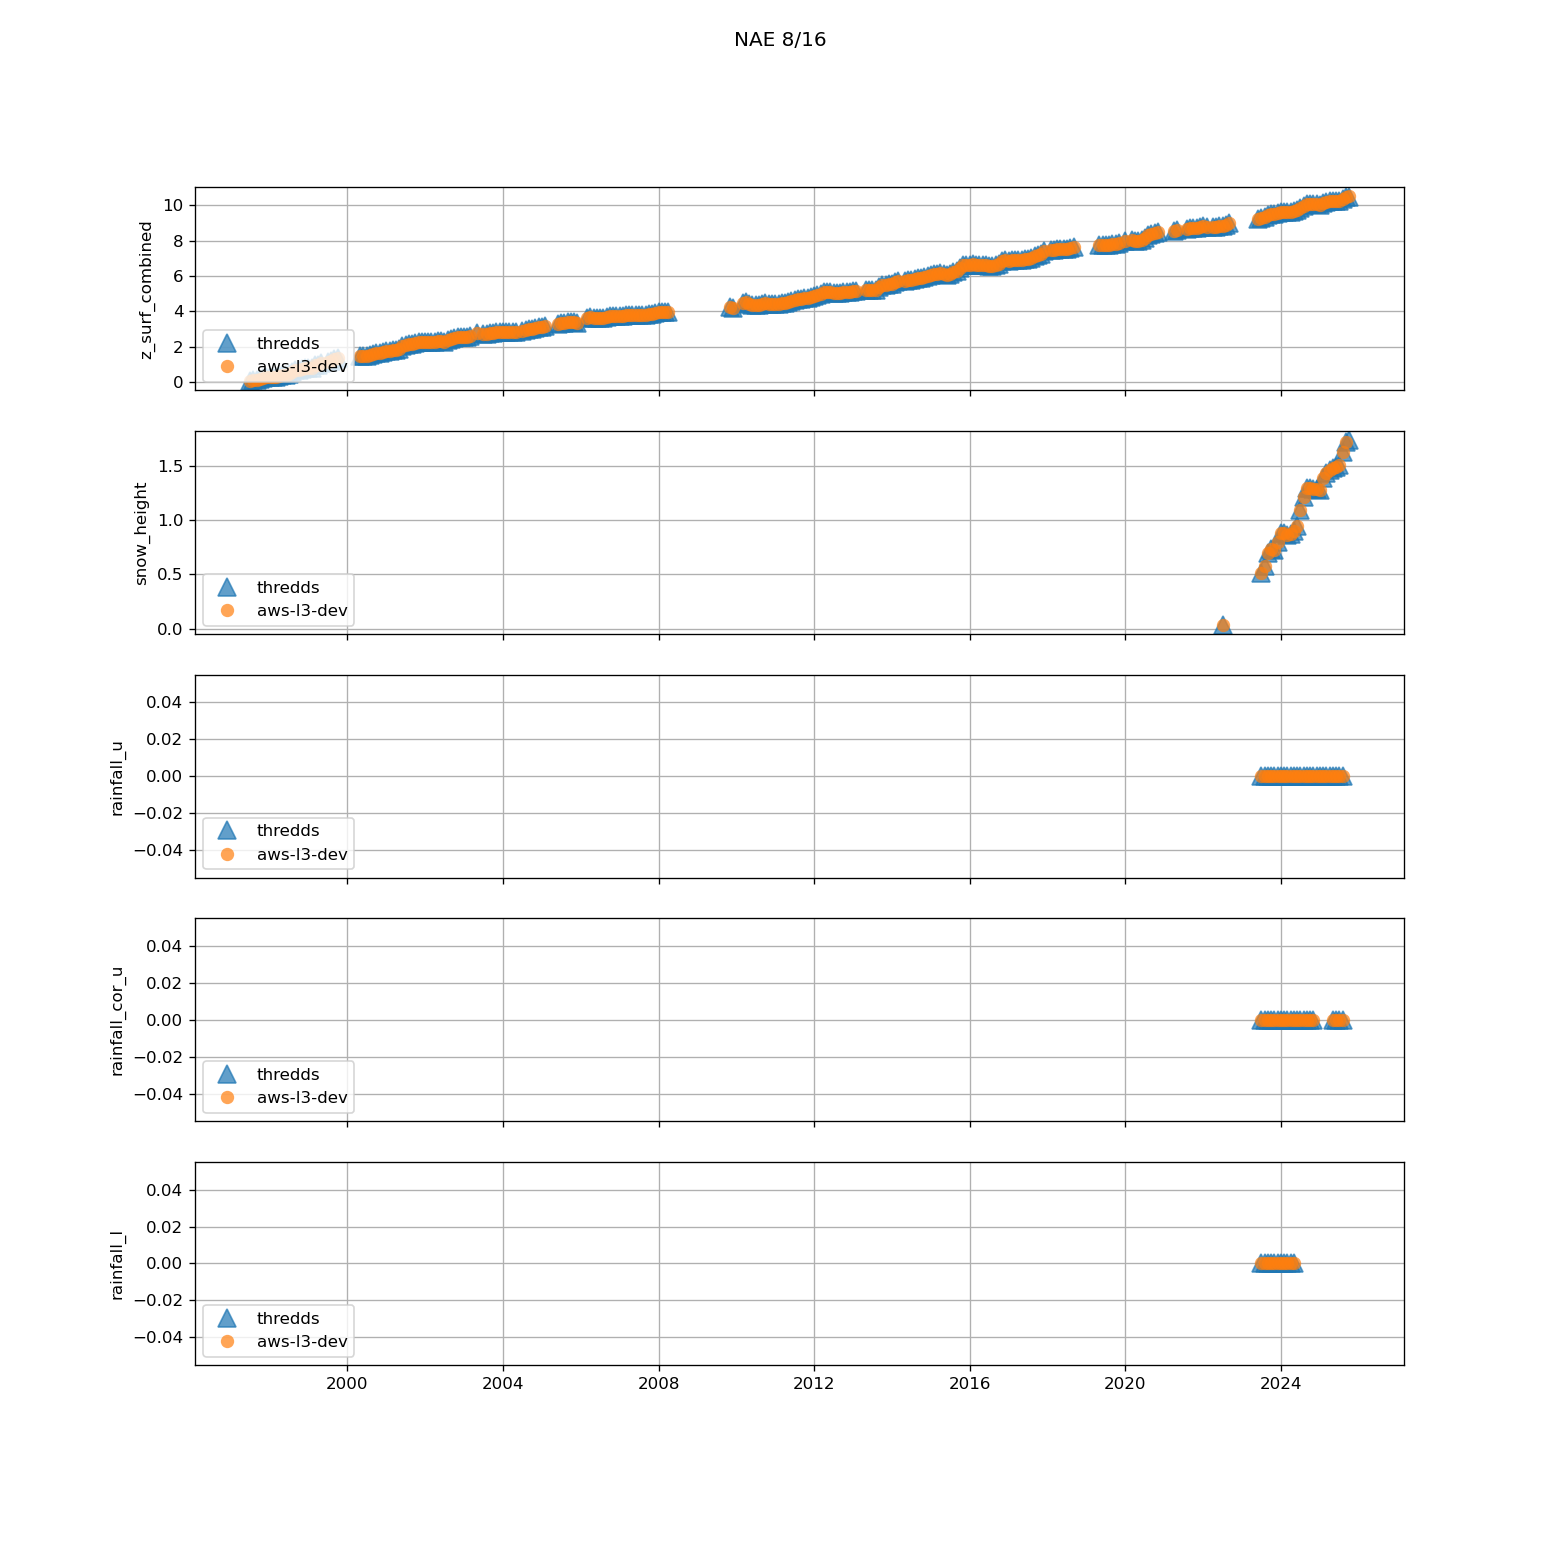 NAE 8/16
z_surf_combined
10
8
6
4
2
0
thredds
aws-l3-dev
snow_height
1.5
1.0
0.5
0.0
thredds
aws-l3-dev
rainfall_u
0.04
0.02
0.00
−0.02
−0.04
thredds
aws-l3-dev
rainfall_cor_u
0.04
0.02
0.00
−0.02
−0.04
thredds
aws-l3-dev
rainfall_l
0.04
0.02
0.00
−0.02
−0.04
thredds
aws-l3-dev
2000 2004 2008 2012 2016 2020 2024